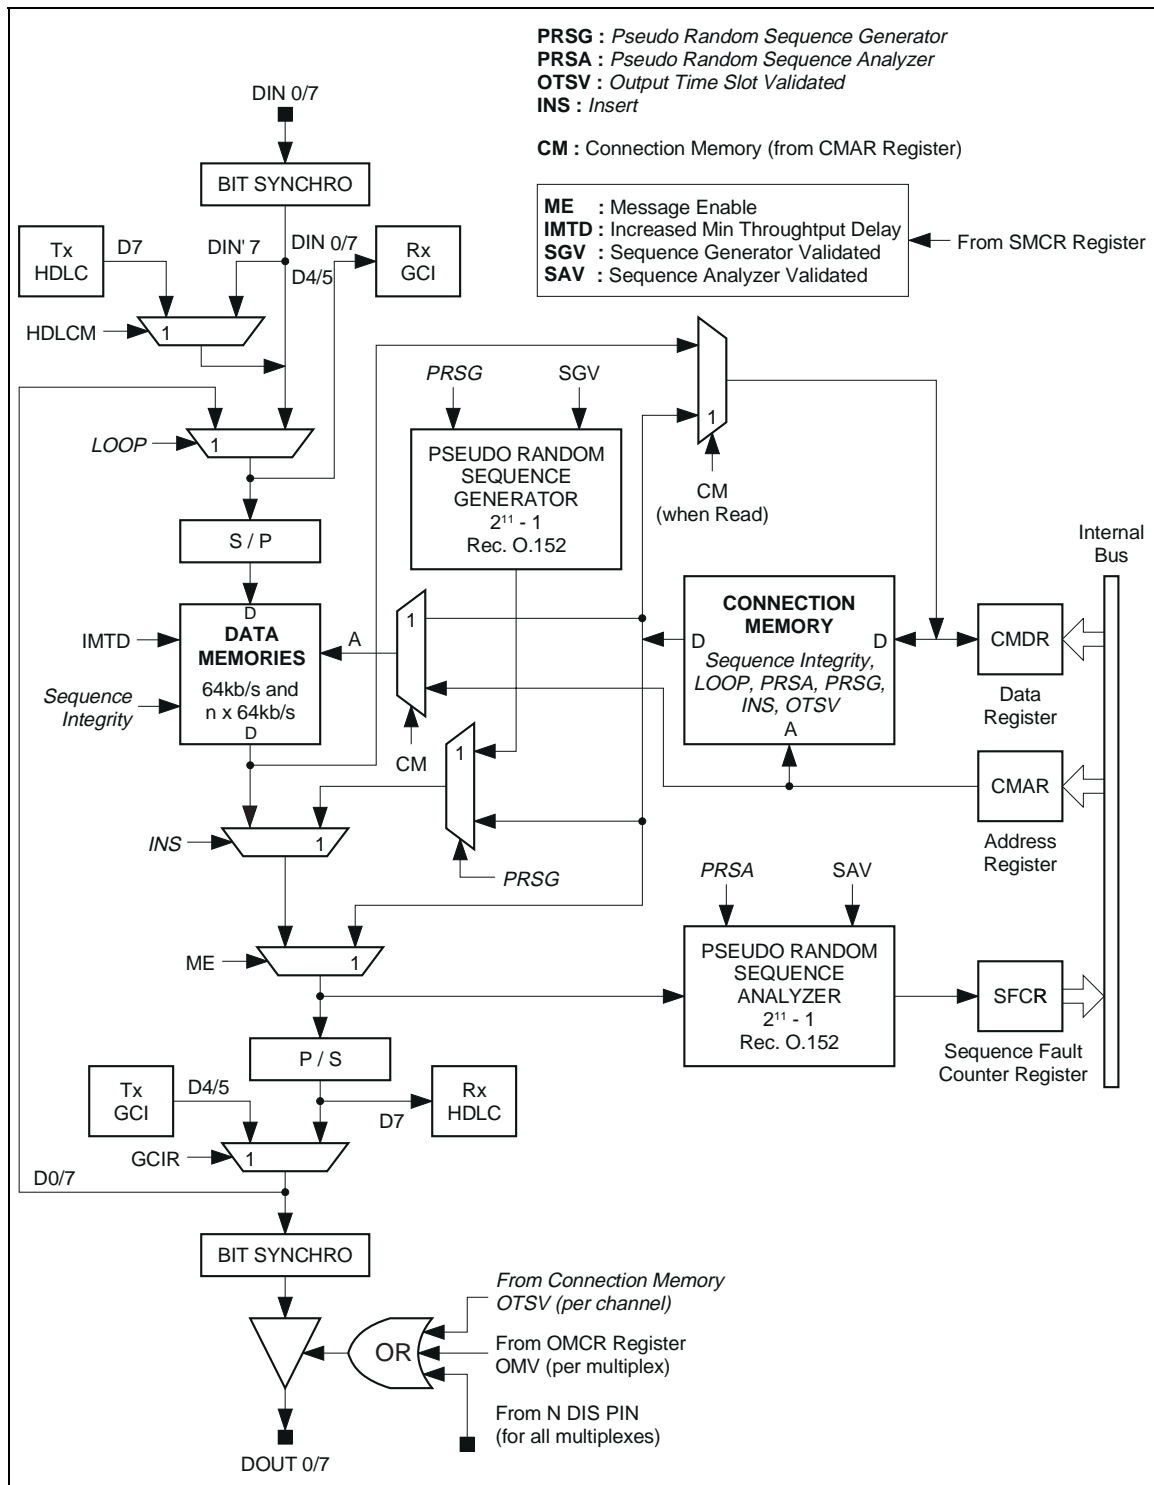 PRSG : Pseudo Random Sequence Generator
PRSA : Pseudo Random Sequence Analyzer
OTSV : Output Time Slot Validated
INS : Insert
CM : Connection Memory (from CMAR Register)
ME : Message Enable
IMTD : Increased Min Throughtput Delay
SGV : Sequence Generator Validated
SAV : Sequence Analyzer Validated
From SMCR Register
DIN 0/7
BIT SYNCHRO
Tx
HDLC
D7
DIN' 7
DIN 0/7
D4/5
Rx
GCI
HDLCM
1
LOOP
1
S / P
PRSG
SGV
PSEUDO RANDOM
SEQUENCE
GENERATOR
2¹¹ - 1
Rec. O.152
1
CM
(when Read)
Internal
Bus
IMTD
Sequence
Integrity
D
DATA
MEMORIES
64kb/s and
n x 64kb/s
D
A
1
CM
CONNECTION
MEMORY
D
D
Sequence Integrity,
LOOP, PRSA, PRSG,
INS, OTSV
A
CMDR
Data
Register
CMAR
Address
Register
1
PRSG
INS
1
ME
1
PRSA
SAV
PSEUDO RANDOM
SEQUENCE
ANALYZER
2¹¹ - 1
Rec. O.152
SFCR
Sequence Fault
Counter Register
P / S
Tx
GCI
D4/5
D7
Rx
HDLC
GCIR
1
D0/7
BIT SYNCHRO
OR
From Connection Memory
OTSV (per channel)
From OMCR Register
OMV (per multiplex)
From N DIS PIN
(for all multiplexes)
DOUT 0/7